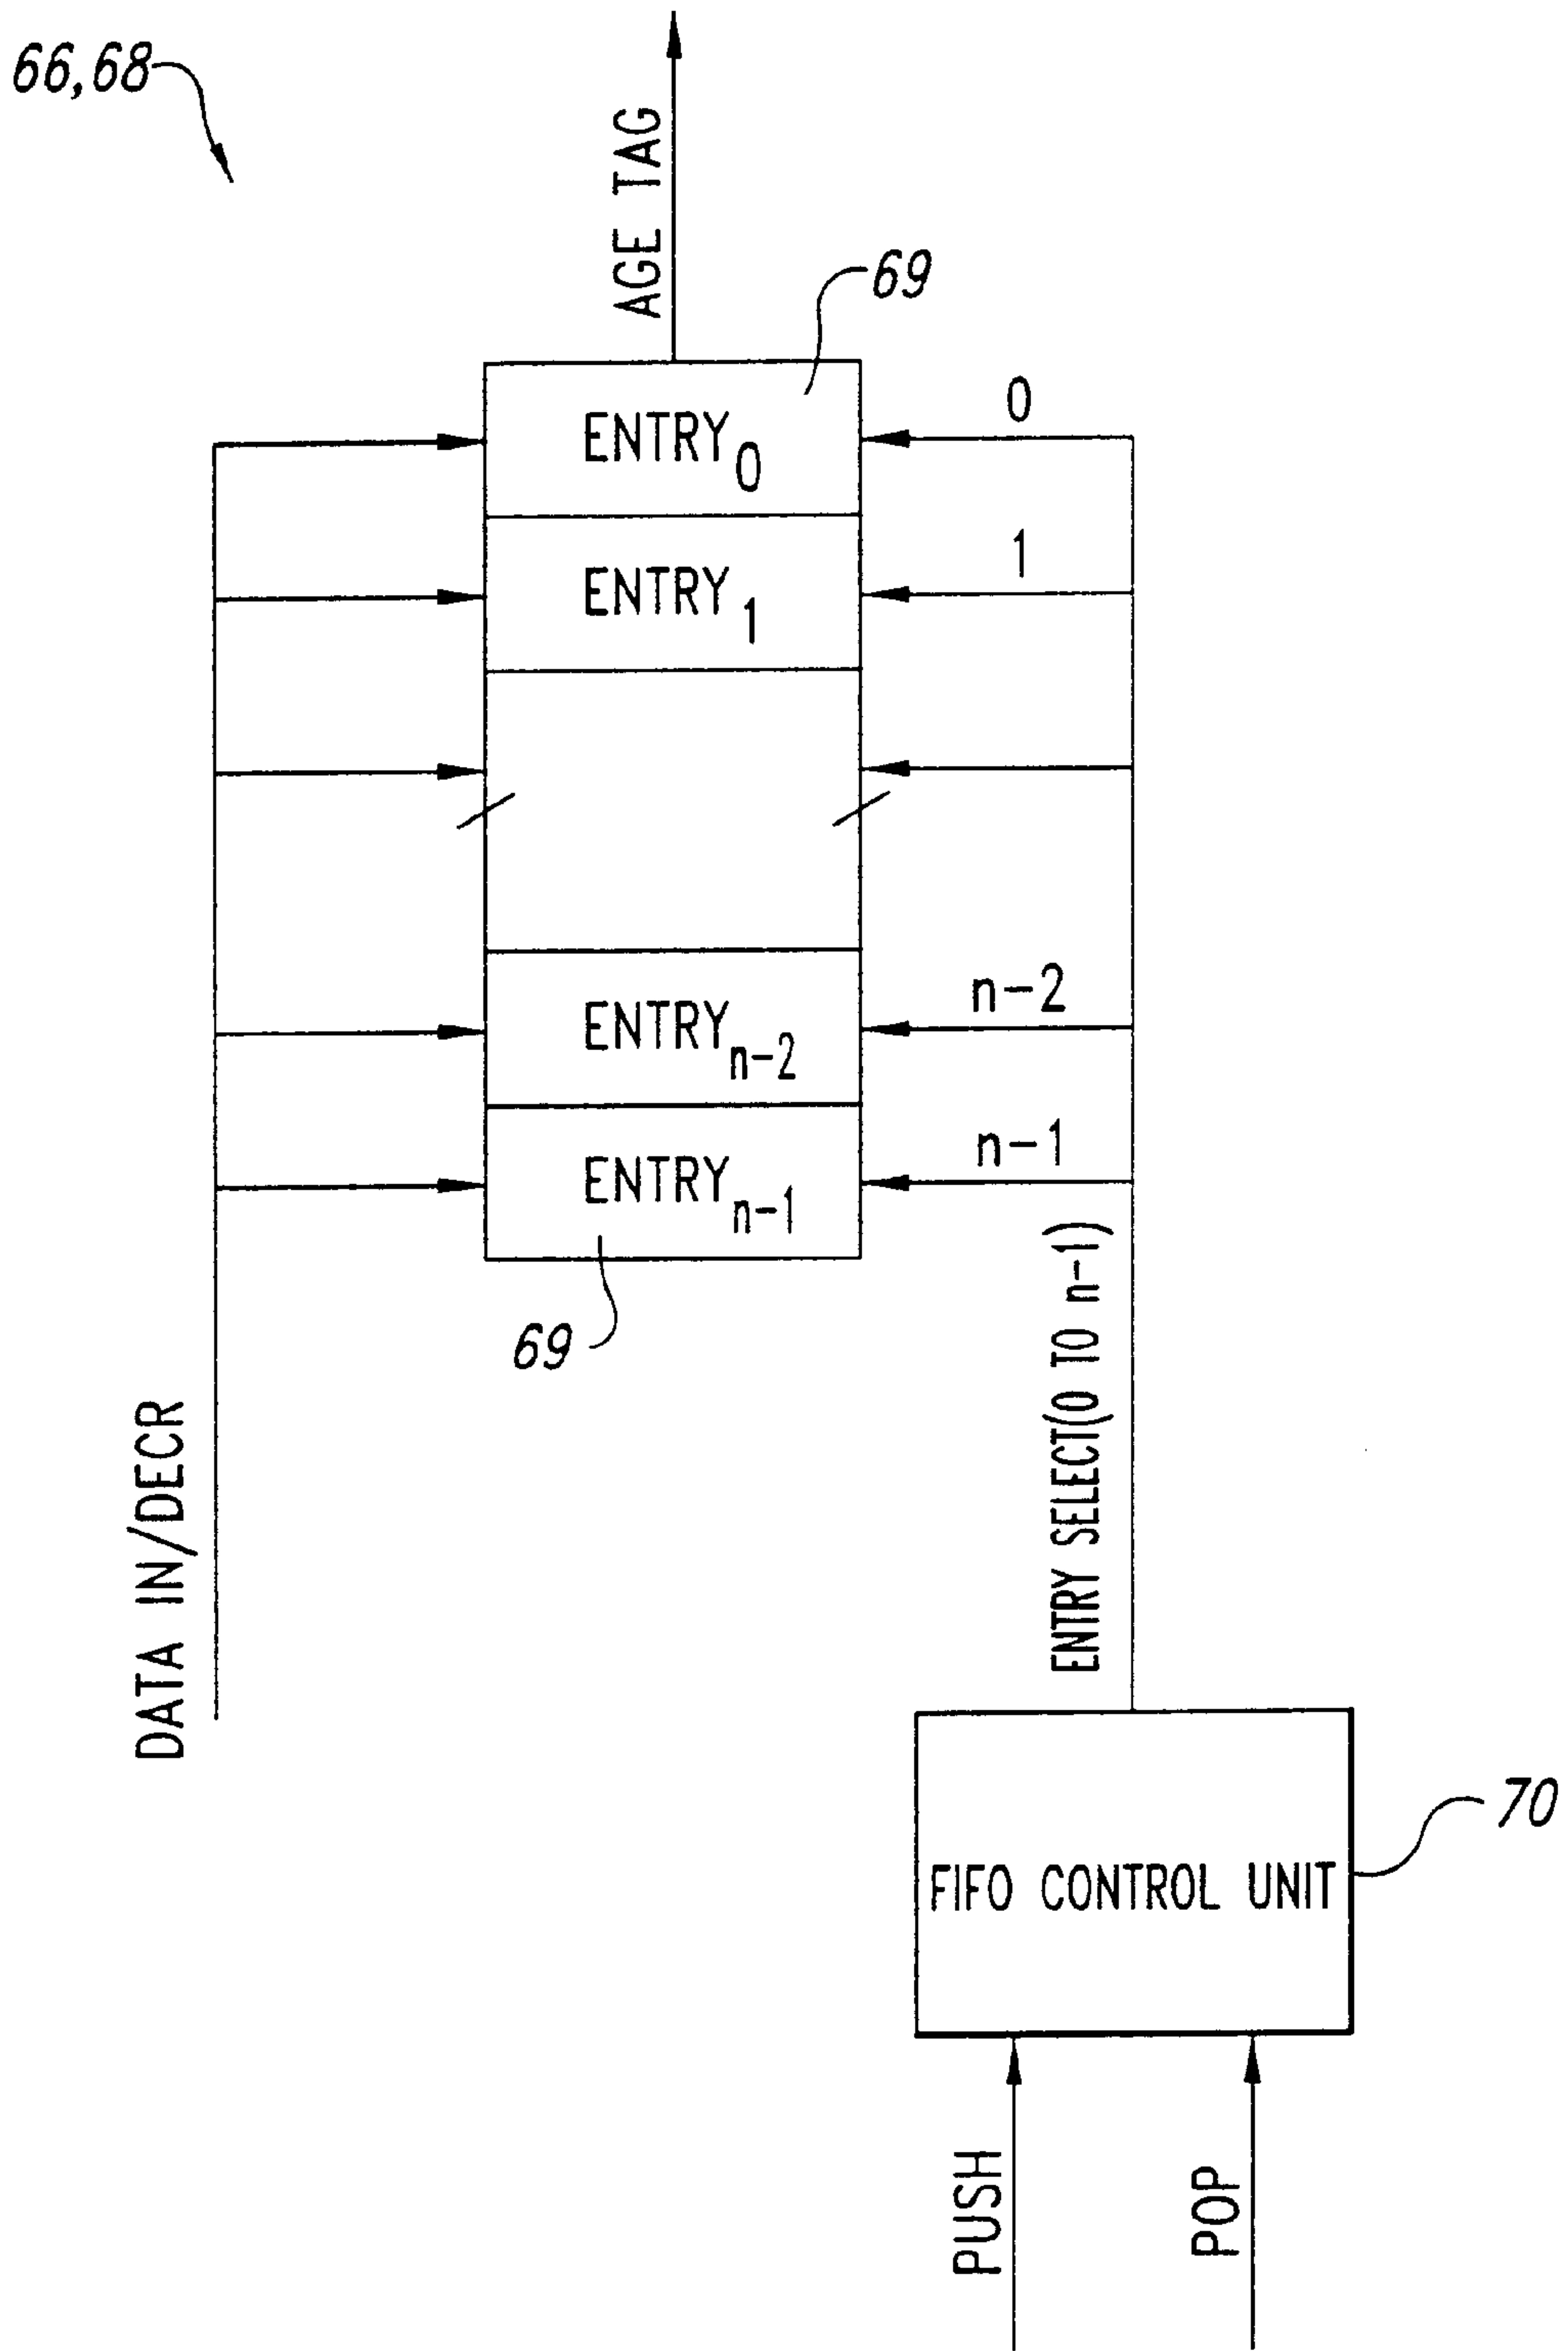 66,68
AGE TAG
69
ENTRY0
0
ENTRY1
1
ENTRYn-2
n-2
ENTRYn-1
n-1
69
DATA IN/DECR
ENTRY SELECT(0 TO n-1)
FIFO CONTROL UNIT
70
PUSH
POP